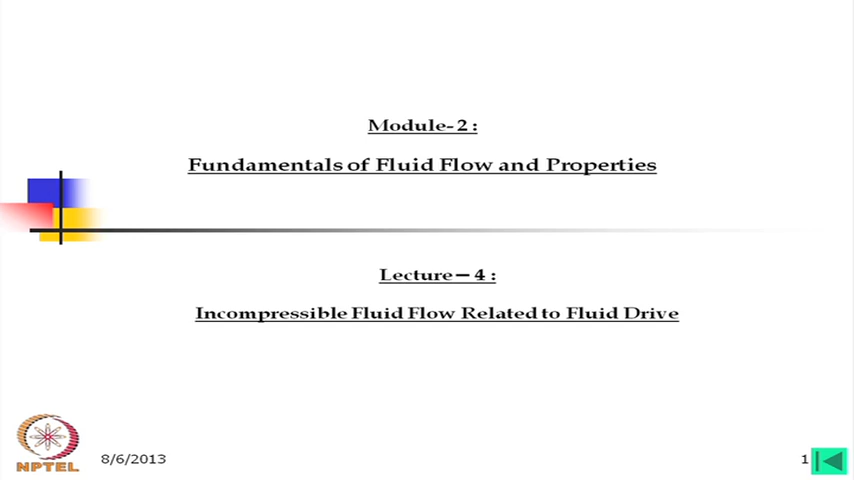 Module-2:
Fundamentals of Fluid Flow and Properties
Lecture–4:
Incompressible Fluid Flow Related to Fluid Drive
NPTEL
8/6/2013
1